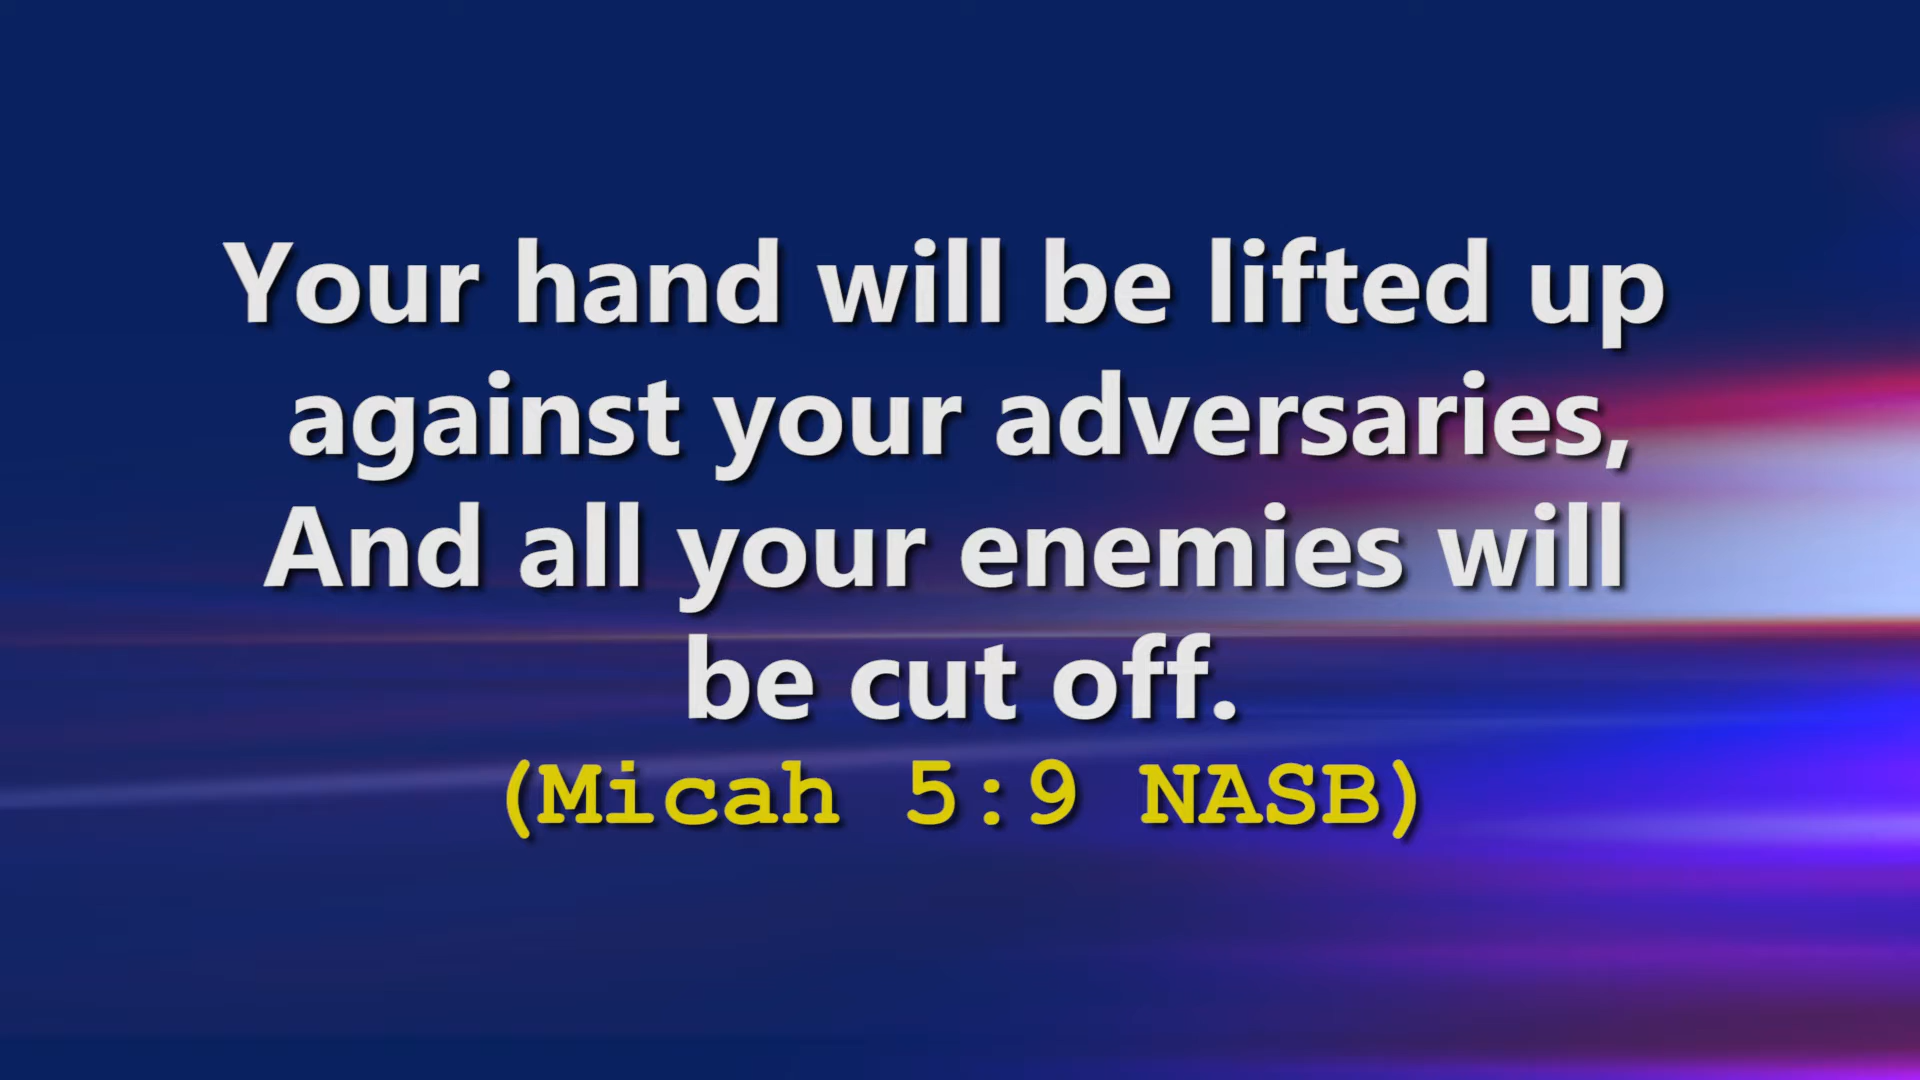 Your hand will be lifted up
against your adversaries,
And all your enemies will
be cut off.
(Micah 5:9 NASB)